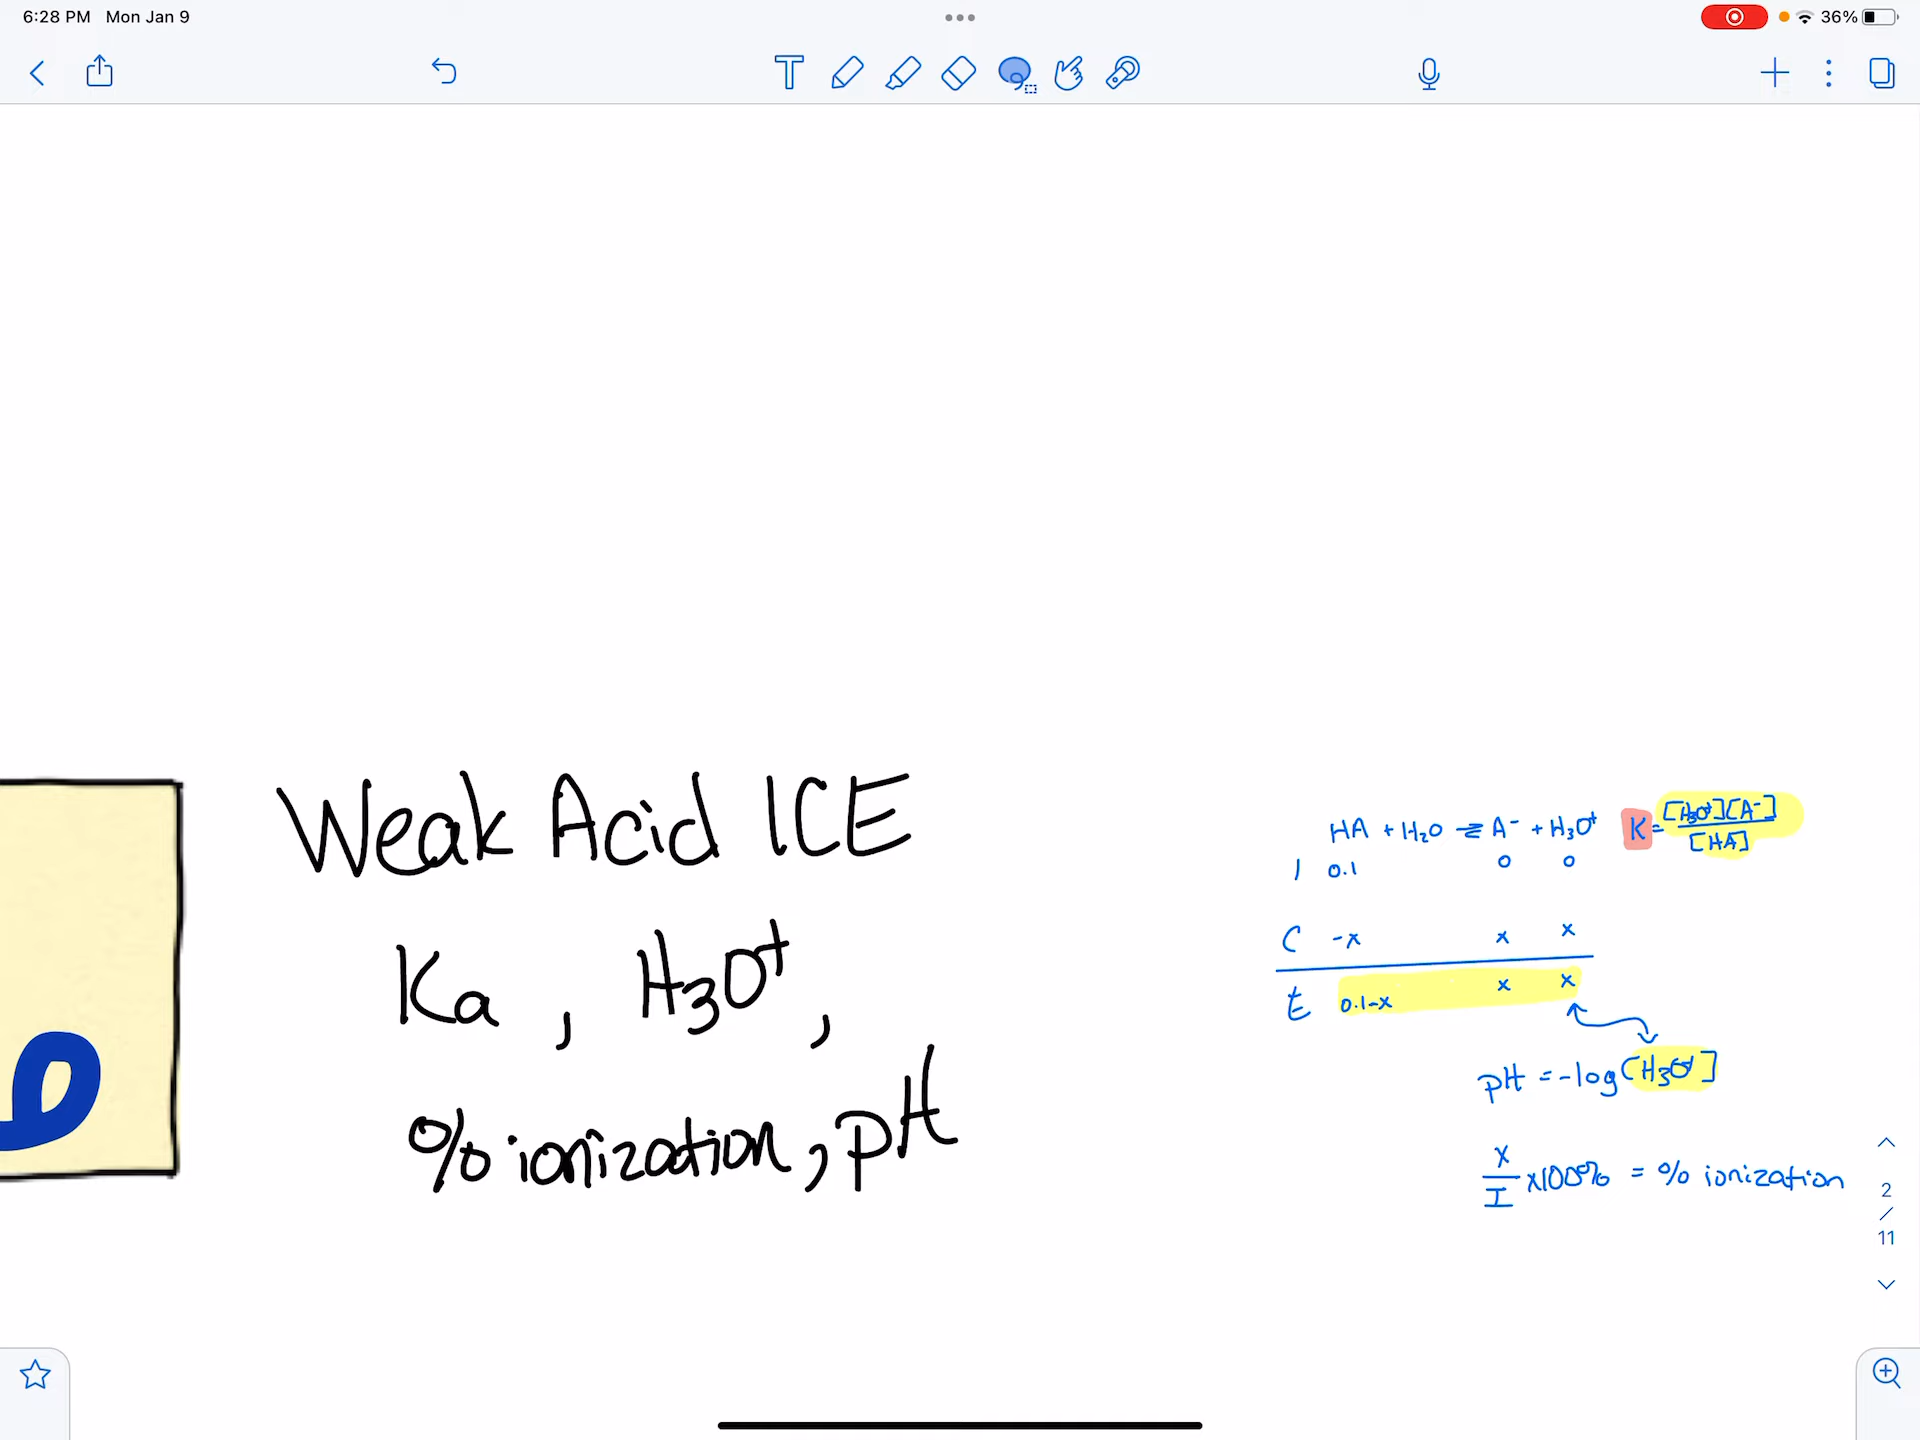 6:28 PM Mon Jan 9
36%
T
Weak Acid ICE
Ka , H₃O⁺ ,
% ionization , pH
HA + H₂O ⇌ A⁻ + H₃O⁺ K = [H₃O⁺][A⁻] / [HA]
I 0.1 0 0
C -x x x
E 0.1-x x x
pH = -log[H₃O⁺]
x / I x100% = % ionization
2
/
11